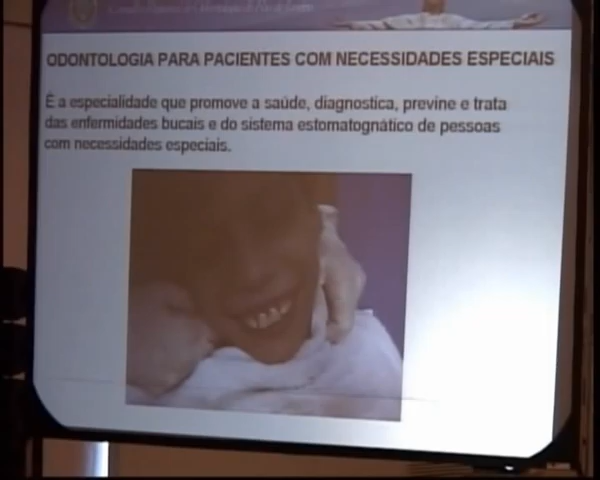 ODONTOLOGIA PARA PACIENTES COM NECESSIDADES ESPECIAIS
É a especialidade que promove a saúde, diagnostica, previne e trata
das enfermidades bucais e do sistema estomatognático de pessoas
com necessidades especiais.